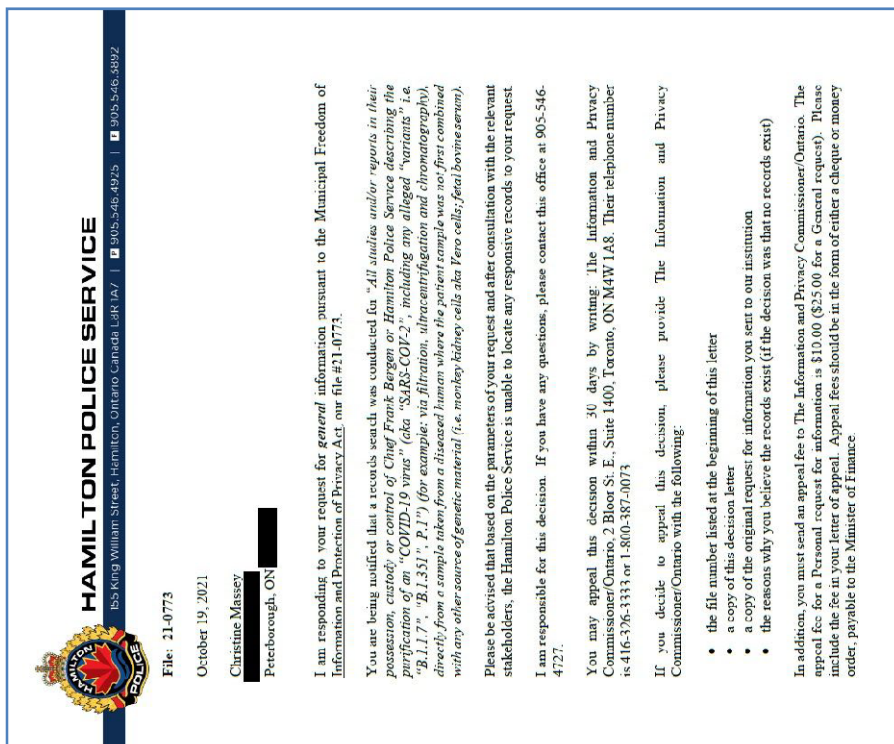 HAMILTON POLICE SERVICE
155 King William Street, Hamilton, Ontario Canada L8R 1A7 | P 905.546.4925 | F 905.546.3892
HAMILTON
POLICE
File: 21-0773
October 19, 2021
Christine Massey
Peterborough, ON
I am responding to your request for general information pursuant to the Municipal Freedom of
Information and Protection of Privacy Act, our file #21-0773.
You are being notified that a records search was conducted for "All studies and/or reports in their
possession, custody or control of Chief Frank Bergen or Hamilton Police Service describing the
purification of an "COVID-19 virus" (aka "SARS-COV-2", including any alleged "variants" i.e.
"B.1.1.7", "B.1.351", P.1") (for example: via filtration, ultracentrifugation and chromatography),
directly from a sample taken from a diseased human where the patient sample was not first combined
with any other source of genetic material (i.e. monkey kidney cells aka Vero cells; fetal bovine serum).
Please be advised that based on the parameters of your request and after consultation with the relevant
stakeholders, the Hamilton Police Service is unable to locate any responsive records to your request.
I am responsible for this decision. If you have any questions, please contact this office at 905-546-
4727.
You may appeal this decision within 30 days by writing: The Information and Privacy
Commissioner/Ontario, 2 Bloor St. E., Suite 1400, Toronto, ON M4W 1A8. Their telephone number
is 416-326-3333 or 1-800-387-0073
If you decide to appeal this decision, please provide The Information and Privacy
Commissioner/Ontario with the following:
• the file number listed at the beginning of this letter
• a copy of this decision letter
• a copy of the original request for information you sent to our institution
• the reasons why you believe the records exist (if the decision was that no records exist)
In addition, you must send an appeal fee to The Information and Privacy Commissioner/Ontario. The
appeal fee for a Personal request for information is $10.00 ($25.00 for a General request). Please
include the fee in your letter of appeal. Appeal fees should be in the form of either a cheque or money
order, payable to the Minister of Finance.